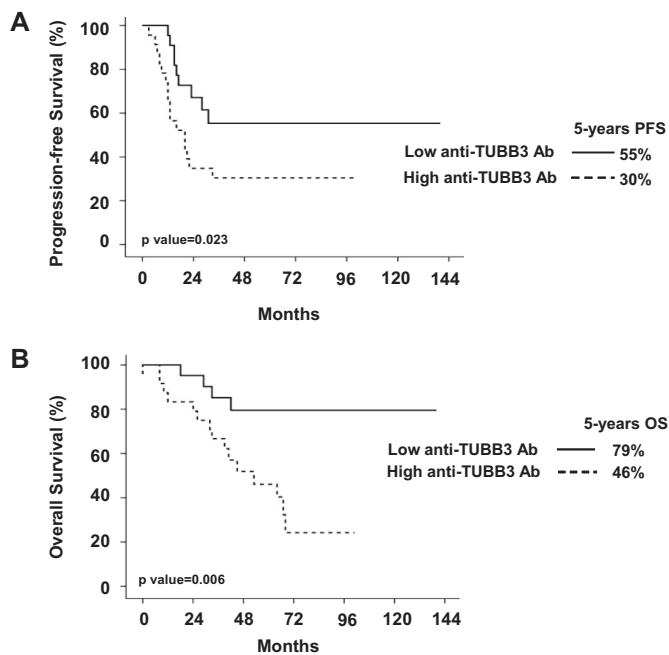 A
Progression-free Survival (%)
100
80
60
40
20
0
p value=0.023
0 24 48 72 96 120 144
Months
5-years PFS
Low anti-TUBB3 Ab 55%
High anti-TUBB3 Ab 30%
B
Overall Survival (%)
100
80
60
40
20
0
p value=0.006
0 24 48 72 96 120 144
Months
5-years OS
Low anti-TUBB3 Ab 79%
High anti-TUBB3 Ab 46%